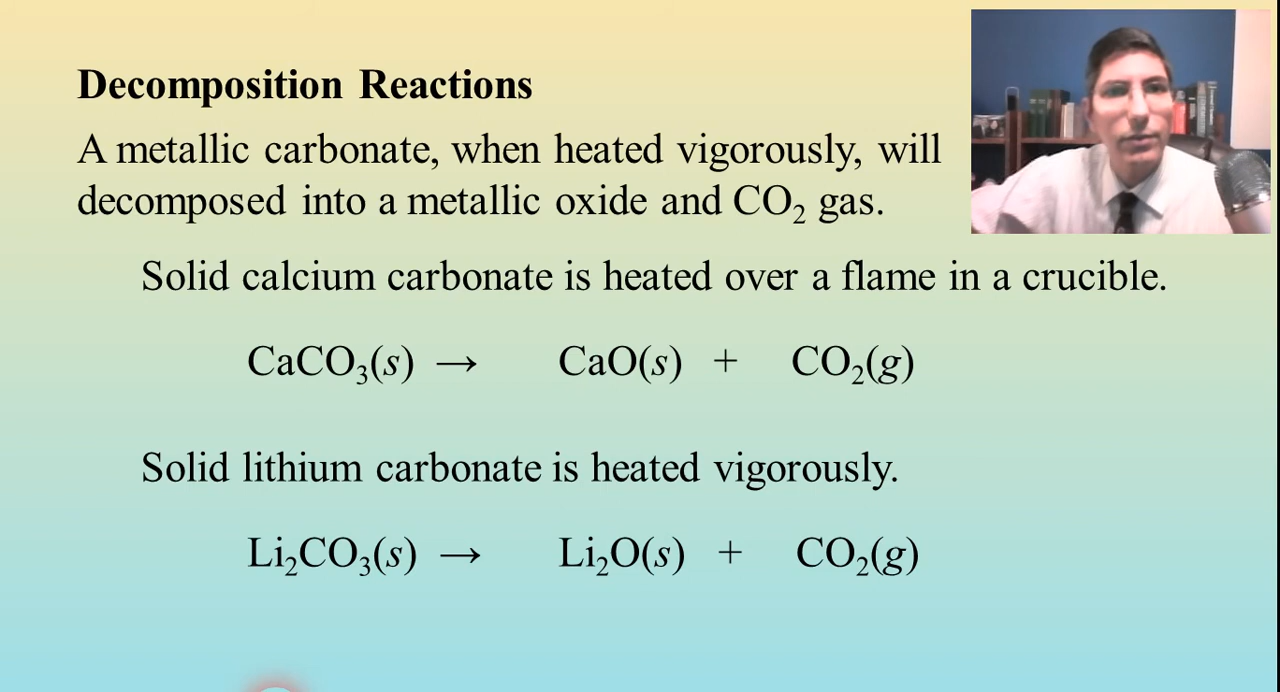 Decomposition Reactions
A metallic carbonate, when heated vigorously, will
decomposed into a metallic oxide and CO₂ gas.
Solid calcium carbonate is heated over a flame in a crucible.
CaCO₃(s) → CaO(s) + CO₂(g)
Solid lithium carbonate is heated vigorously.
Li₂CO₃(s) → Li₂O(s) + CO₂(g)